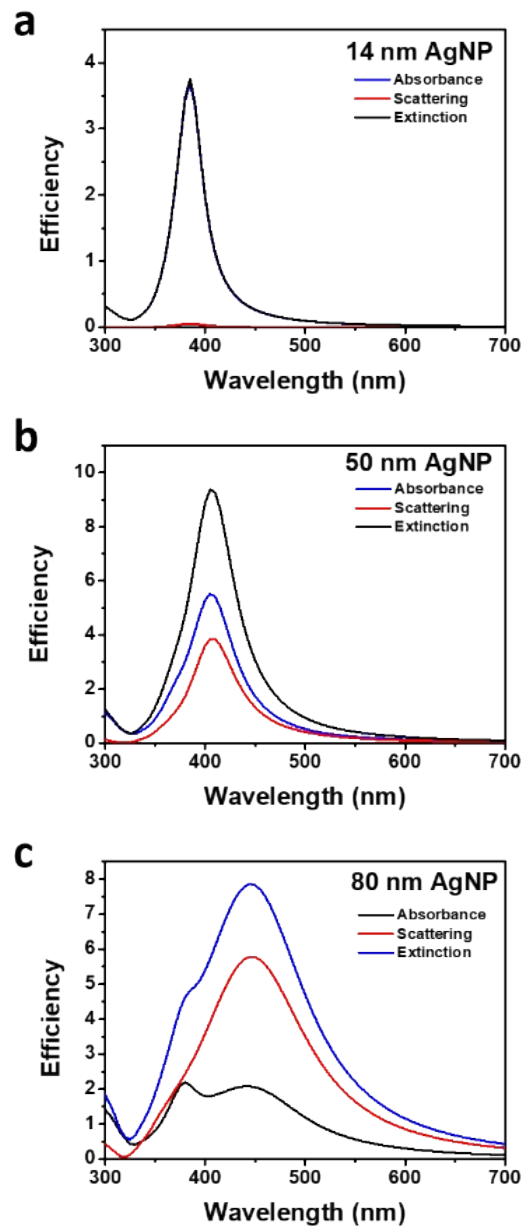 a
14 nm AgNP
Absorbance
Scattering
Extinction
4
3
2
1
0
Efficiency
300 400 500 600 700
Wavelength (nm)
b
50 nm AgNP
Absorbance
Scattering
Extinction
10
8
6
4
2
0
Efficiency
300 400 500 600 700
Wavelength (nm)
c
80 nm AgNP
Absorbance
Scattering
Extinction
8
7
6
5
4
3
2
1
0
Efficiency
300 400 500 600 700
Wavelength (nm)